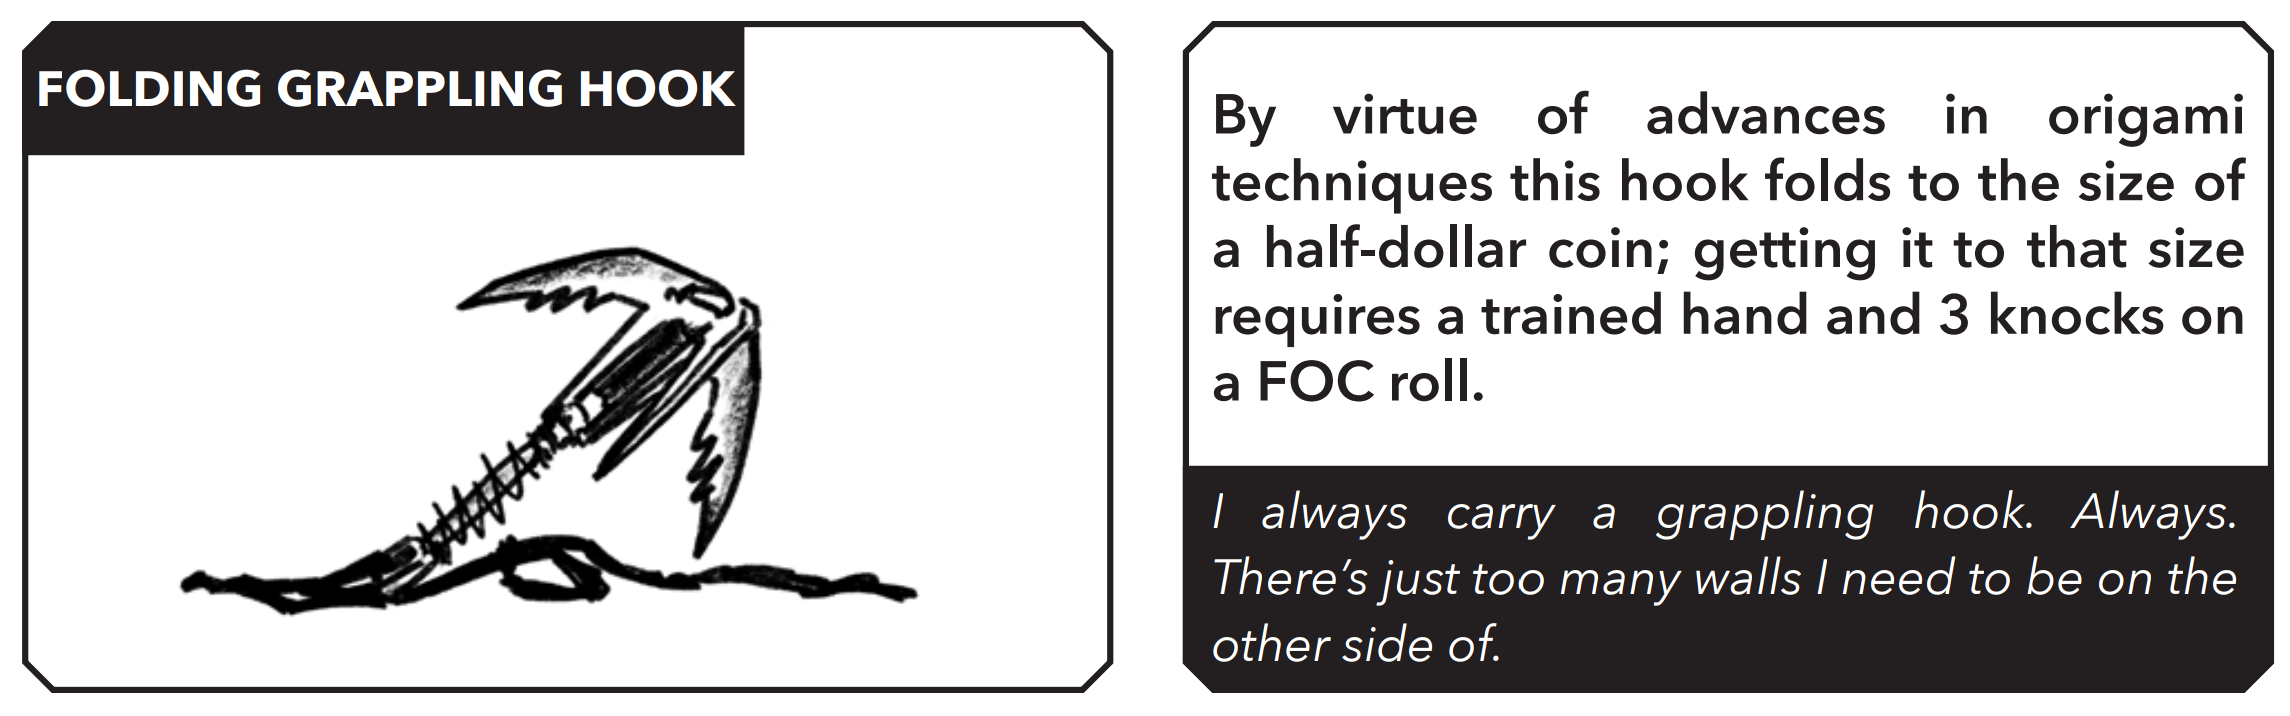 FOLDING GRAPPLING HOOK
By virtue of advances in origami
techniques this hook folds to the size of
a half-dollar coin; getting it to that size
requires a trained hand and 3 knocks on
a FOC roll.
I always carry a grappling hook. Always.
There's just too many walls I need to be on the
other side of.